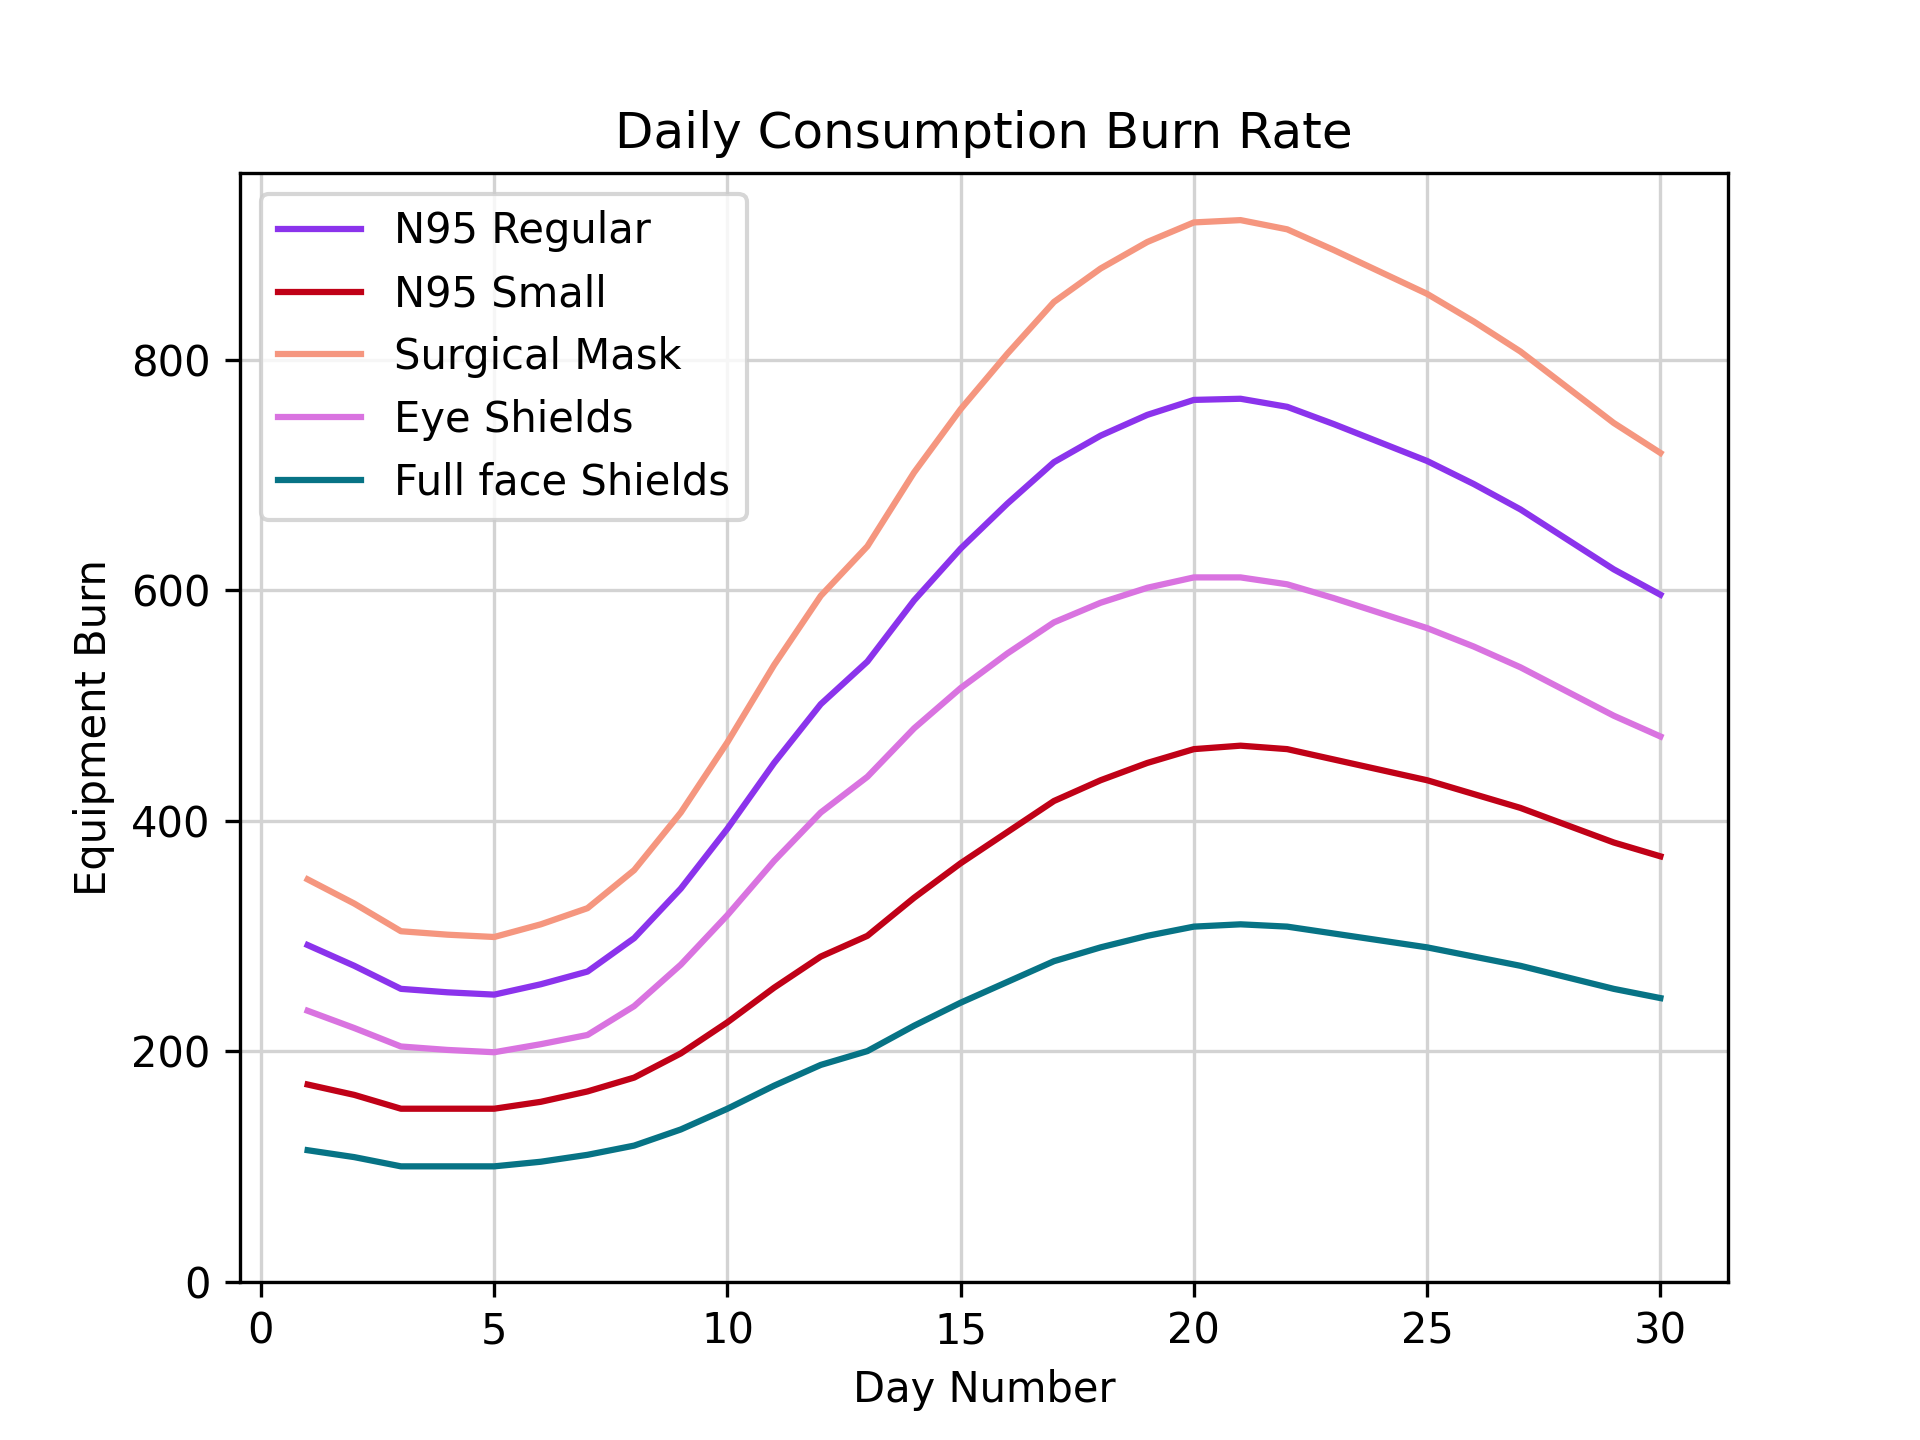 Daily Consumption Burn Rate
N95 Regular
N95 Small
Surgical Mask
Eye Shields
Full face Shields
Equipment Burn
800
600
400
200
0
0 5 10 15 20 25 30
Day Number